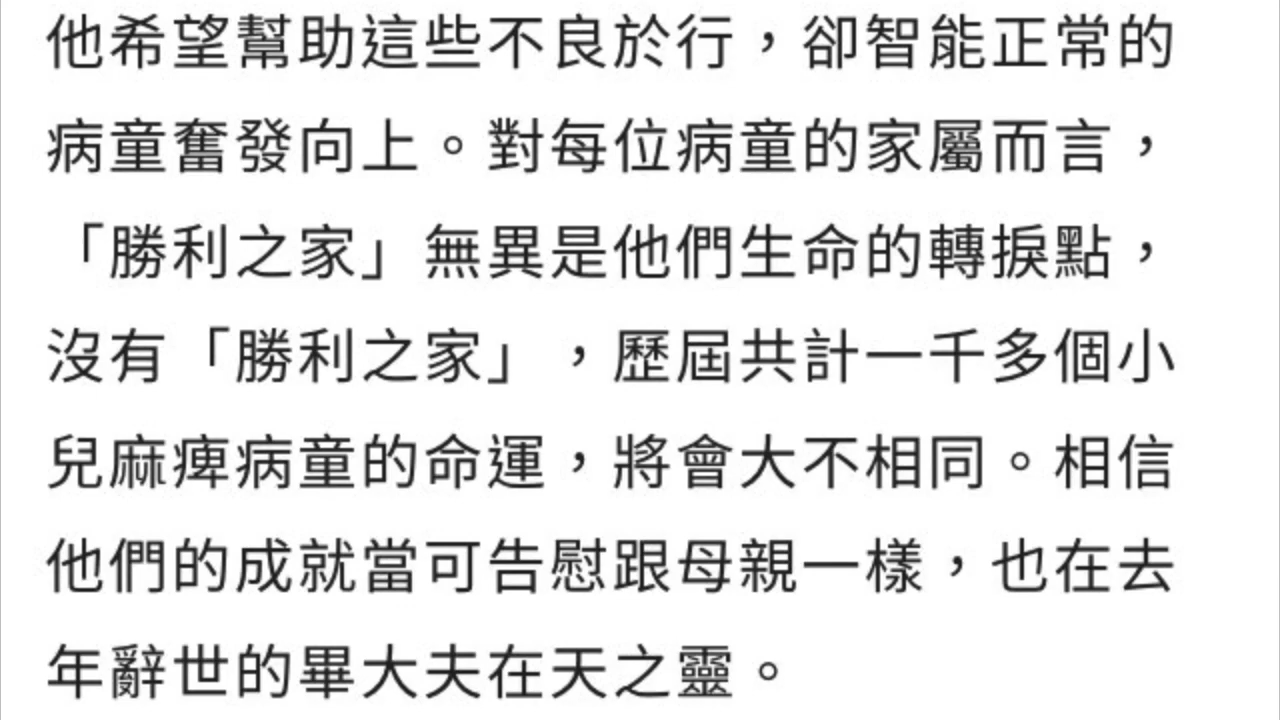 他希望幫助這些不良於行，卻智能正常的
病童奮發向上。對每位病童的家屬而言，
「勝利之家」無異是他們生命的轉捩點，
沒有「勝利之家」，歷屆共計一千多個小
兒麻痺病童的命運，將會大不相同。相信
他們的成就當可告慰跟母親一樣，也在去
年辭世的畢大夫在天之靈。